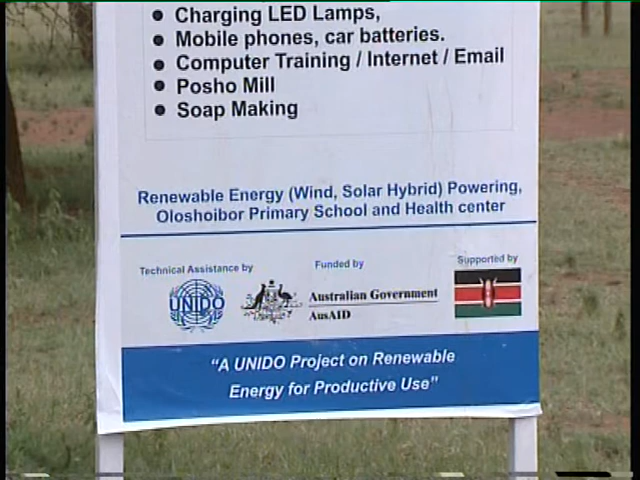 • Charging LED Lamps,
• Mobile phones, car batteries.
• Computer Training / Internet / Email
• Posho Mill
• Soap Making
Renewable Energy (Wind, Solar Hybrid) Powering,
Oloshoibor Primary School and Health center
Technical Assistance by
UNIDO
Funded by
Australian Government
AusAID
Supported by
“A UNIDO Project on Renewable
Energy for Productive Use”